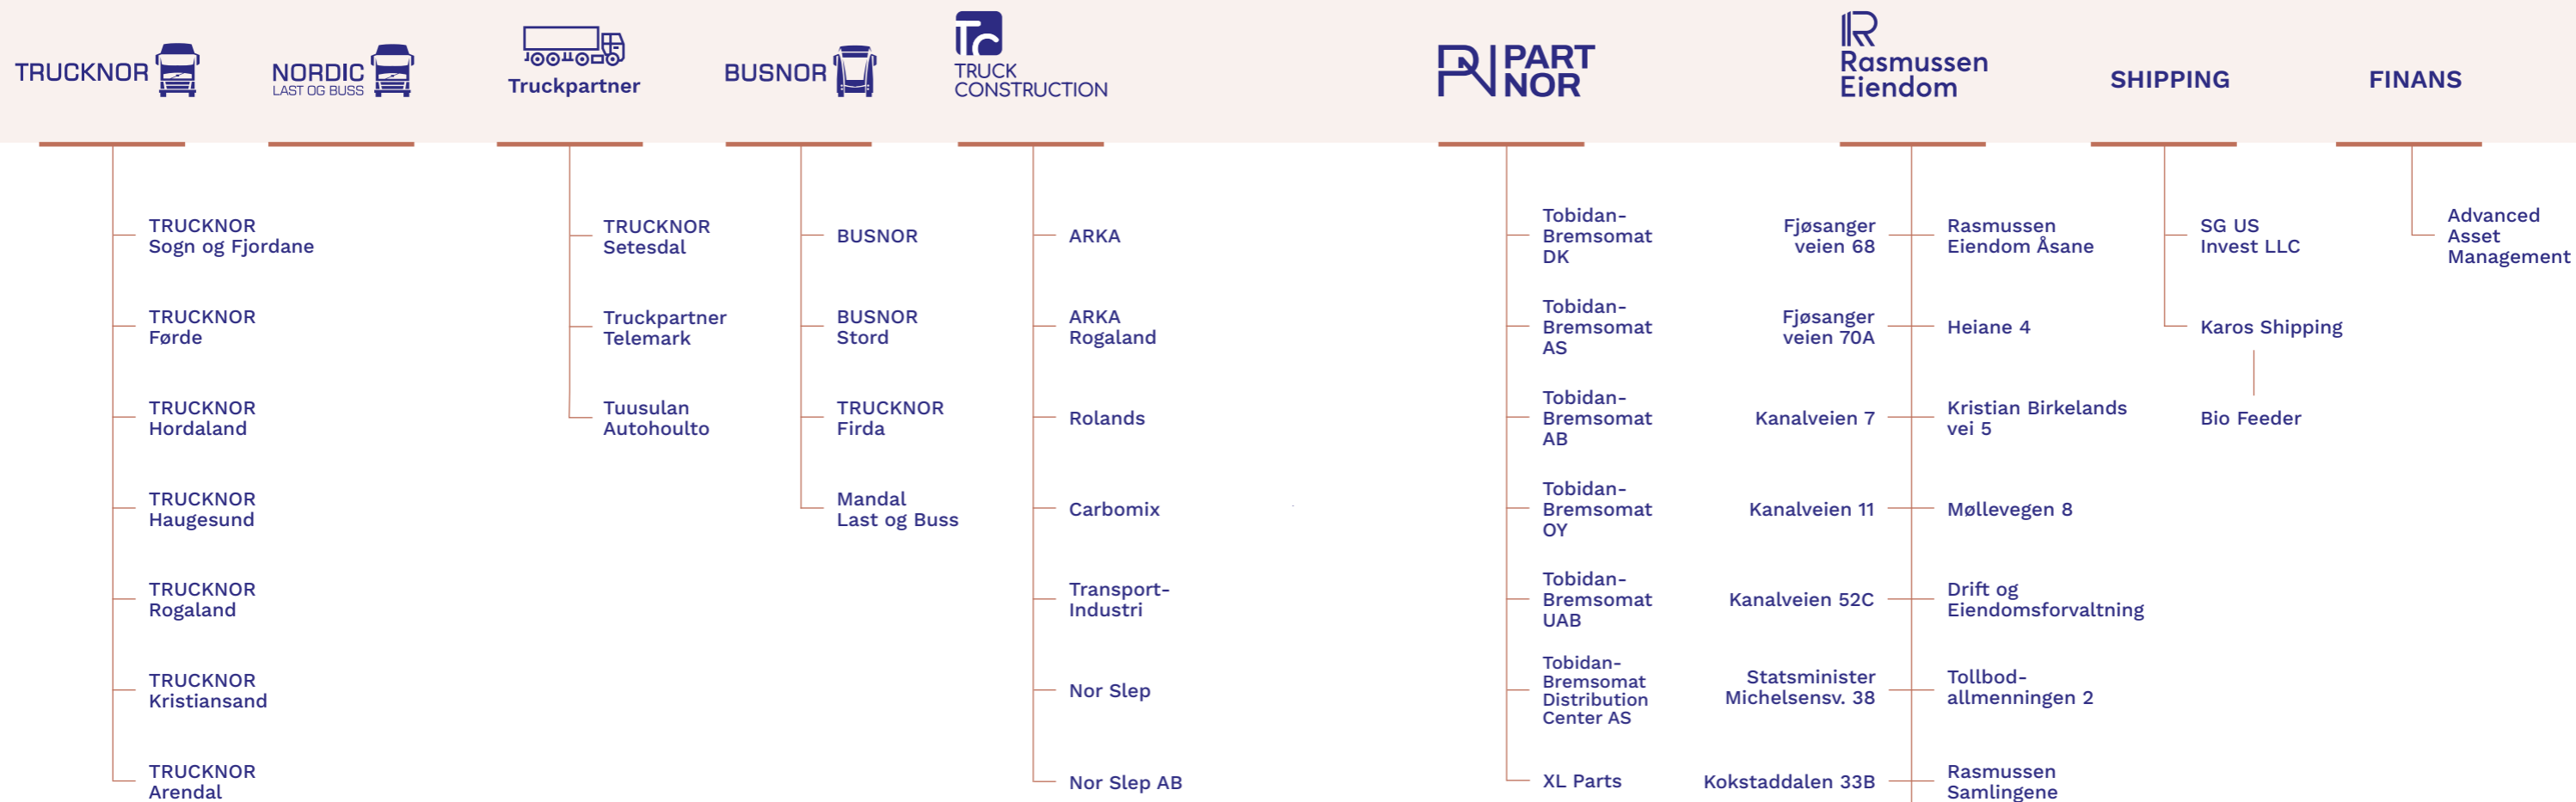 TRUCKNOR
NORDIC
LAST OG BUSS
Truckpartner
BUSNOR
TC
TRUCK
CONSTRUCTION
PN
PART
NOR
R
Rasmussen
Eiendom
SHIPPING
FINANS
TRUCKNOR
Sogn og Fjordane
TRUCKNOR
Førde
TRUCKNOR
Hordaland
TRUCKNOR
Haugesund
TRUCKNOR
Rogaland
TRUCKNOR
Kristiansand
TRUCKNOR
Arendal
TRUCKNOR
Setesdal
Truckpartner
Telemark
Tuusulan
Autohoulto
BUSNOR
BUSNOR
Stord
TRUCKNOR
Firda
Mandal
Last og Buss
ARKA
ARKA
Rogaland
Rolands
Carbomix
Transport-
Industri
Nor Slep
Nor Slep AB
Tobidan-
Bremsomat
DK
Tobidan-
Bremsomat
AS
Tobidan-
Bremsomat
AB
Tobidan-
Bremsomat
OY
Tobidan-
Bremsomat
UAB
Tobidan-
Bremsomat
Distribution
Center AS
XL Parts
Fjøsanger
veien 68
Fjøsanger
veien 70A
Kanalveien 7
Kanalveien 11
Kanalveien 52C
Statsminister
Michelsensv. 38
Kokstaddalen 33B
Rasmussen
Eiendom Åsane
Heiane 4
Kristian Birkelands
vei 5
Møllevegen 8
Drift og
Eiendomsforvaltning
Tollbod-
allmenningen 2
Rasmussen
Samlingene
SG US
Invest LLC
Karos Shipping
Bio Feeder
Advanced
Asset
Management